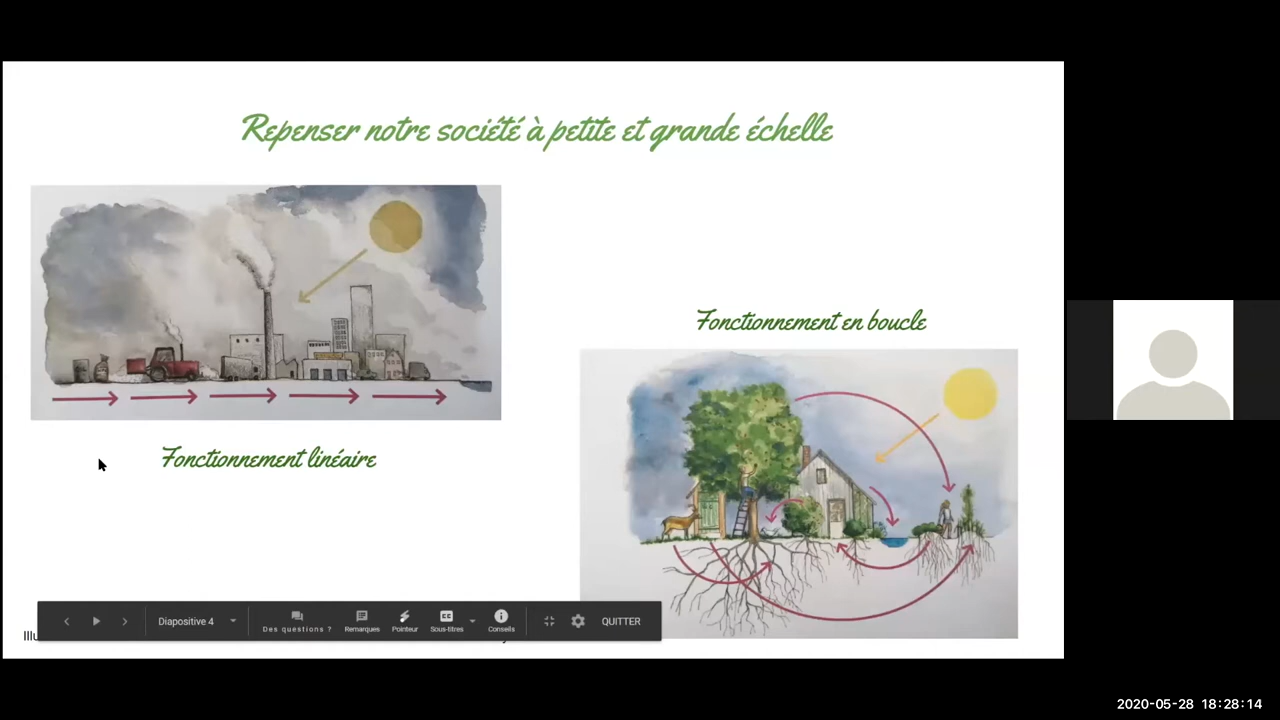 Repenser notre société à petite et grande échelle
Fonctionnement en boucle
Fonctionnement linéaire
Diapositive 4
Des questions ?
Remarques
Pointeur
Sous-titres
Conseils
QUITTER
2020-05-28 18:28:14